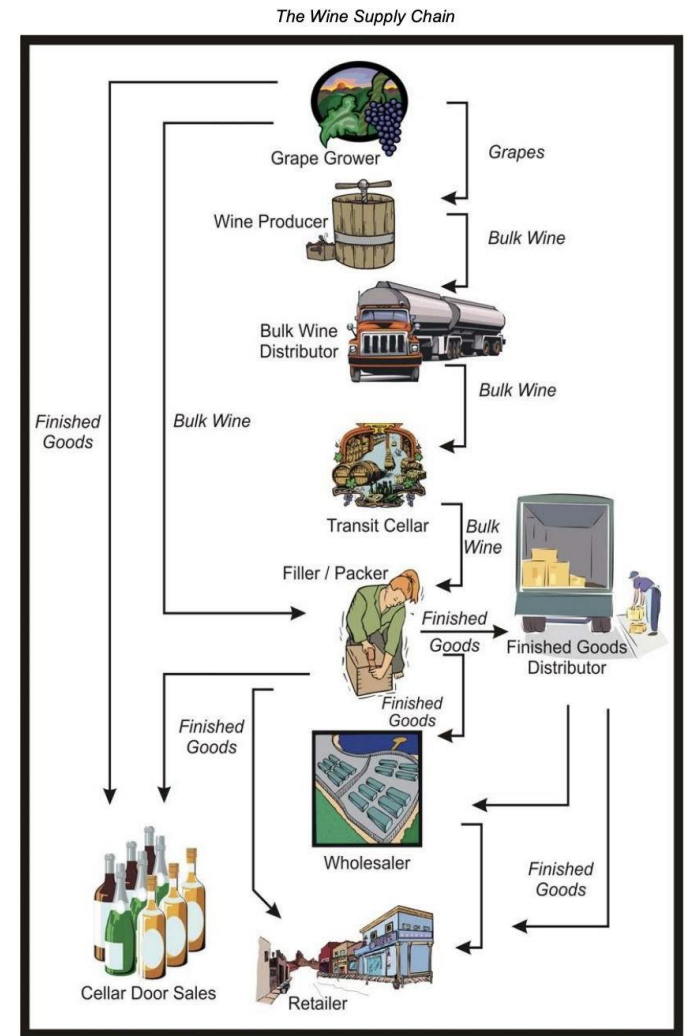 The Wine Supply Chain
Grape Grower
Grapes
Wine Producer
Bulk Wine
Bulk Wine
Distributor
Bulk Wine
Finished
Goods
Bulk Wine
Transit Cellar
Bulk
Wine
Filler / Packer
Finished
Goods
Finished Goods
Distributor
Finished
Goods
Finished
Goods
Wholesaler
Finished
Goods
Cellar Door Sales
Retailer